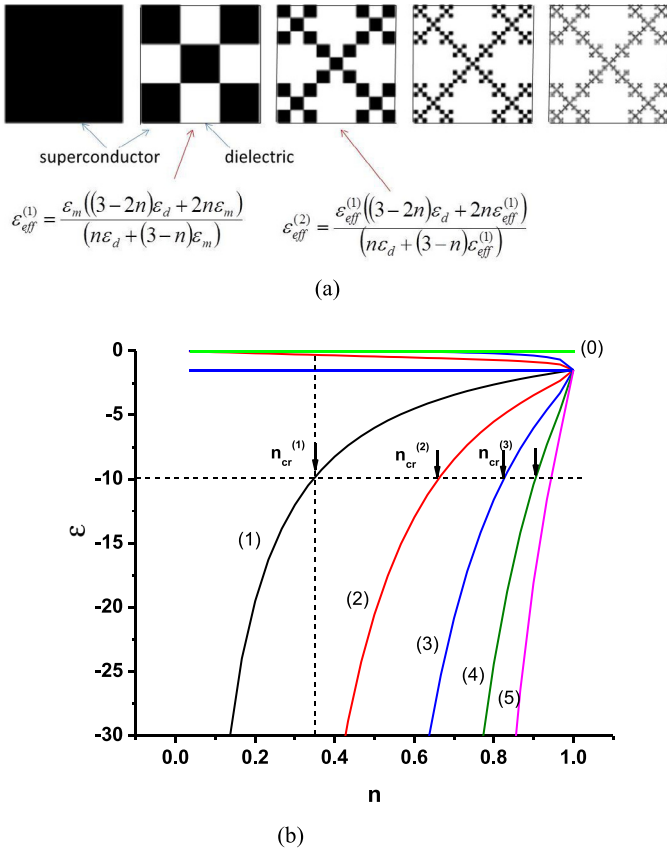 superconductor dielectric
ε_eff^(1) = ε_m((3−2n)ε_d + 2nε_m) / (nε_d + (3−n)ε_m)
ε_eff^(2) = ε_eff^(1)((3−2n)ε_d + 2nε_eff^(1)) / (nε_d + (3−n)ε_eff^(1))
(a)
0
(0)
-5
n_cr^(1) n_cr^(2) n_cr^(3)
-10
ε
(1)
-15
-20
(2)
(3)
-25
(4)
(5)
-30
0.0 0.2 0.4 0.6 0.8 1.0
n
(b)